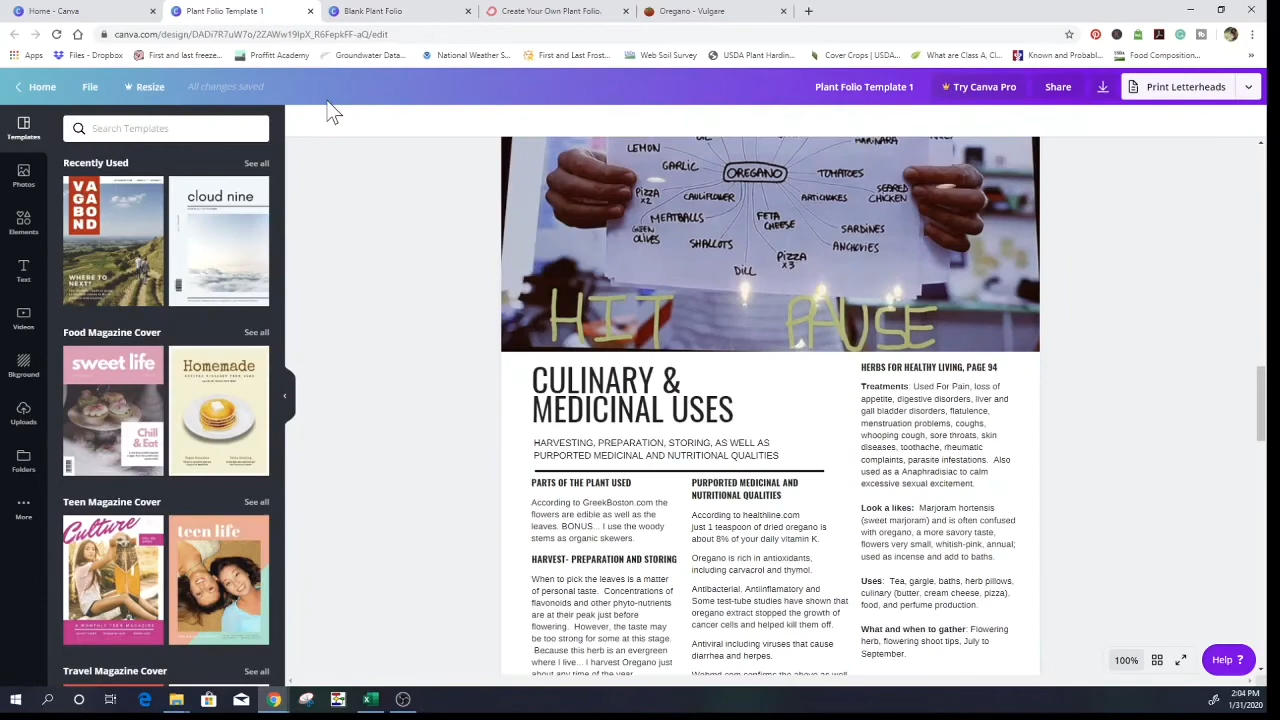 Home - Canva
Plant Folio Template 1
Blank Plant Folio
Create Your Own Plant Folio.
Oregano - Vulgare
canva.com/design/DADi7R7uW7o/2ZAWw19IpX_R6FepkFF-aQ/edit
Apps
Files - Dropbox
First and last freeze...
Proffitt Academy
Groundwater Data...
National Weather S...
First and Last Frost...
Web Soil Survey
USDA Plant Hardin...
Cover Crops | USDA...
What are Class A, Cl...
Known and Probabl...
Food Composition...
Home
File
Resize
All changes saved
Plant Folio Template 1
Try Canva Pro
Share
Print Letterheads
Templates
Photos
Elements
Text
Videos
Bkground
Uploads
Folders
More
Search Templates
Recently Used
See all
VA
GAB
OND
WHERE TO
NEXT?
cloud nine
Food Magazine Cover
See all
sweet life
Chill
& Eat
Homemade
Teen Magazine Cover
See all
Culture
teen life
Travel Magazine Cover
See all
LEMON
MARINARA
GARLIC
OREGANO
TOMATOES
PIZZA
x2
CAULIFLOWER
ARTICHOKES
SEARED
CHICKEN
MEATBALLS
FETA
CHEESE
GREEN
OLIVES
SHALLOTS
SARDINES
ANCHOVIES
PIZZA
x3
DILL
HIT PAUSE
CULINARY &
MEDICINAL USES
HARVESTING, PREPARATION, STORING, AS WELL AS
PURPORTED MEDICINAL AND NUTRITIONAL QUALITIES
PARTS OF THE PLANT USED
According to GreekBoston.com the
flowers are edible as well as the
leaves. BONUS... I use the woody
stems as organic skewers.
HARVEST- PREPARATION AND STORING
When to pick the leaves is a matter
of personal taste. Concentrations of
flavonoids and other phyto-nutrients
are at their peak just before
flowering. However, the taste may
be too strong for some at this stage.
Because this herb is an evergreen
where I live... I harvest Oregano just
about any time of the year.
PURPORTED MEDICINAL AND
NUTRITIONAL QUALITIES
According to healthline.com
just 1 teaspoon of dried oregano is
about 8% of your daily vitamin K.
Oregano is rich in antioxidants,
including carvacrol and thymol.
Antibacterial, Antiinflamatory and
Some test-tube studies have shown that
oregano extract stopped the growth of
cancer cells and helped kill them off.
Antiviral including viruses that cause
diarrhea and herpes.
Webmd.com confirms the above as well
HERBS FOR HEALTHY LIVING, PAGE 94
Treatments: Used For Pain, loss of
appetite, digestive disorders, liver and
gall bladder disorders, flatulence,
menstruation problems, coughs,
whooping cough, sore throats, skin
diseases, toothache, rheumatic
complaints, parasite infestations. Also
used as a Anaphradisiac to calm
excessive sexual excitement.
Look a likes: Marjoram hortensis
(sweet marjoram) and is often confused
with oregano, a more savory taste,
flowers very small, whitish-pink, annual;
used as incense and add to baths.
Uses: Tea, gargle, baths, herb pillows,
culinary (butter, cream cheese, pizza),
food, and perfume production.
What and when to gather: Flowering
herb, flowering shoot tips, July to
September.
100%
Help ?
2:04 PM
1/31/2020